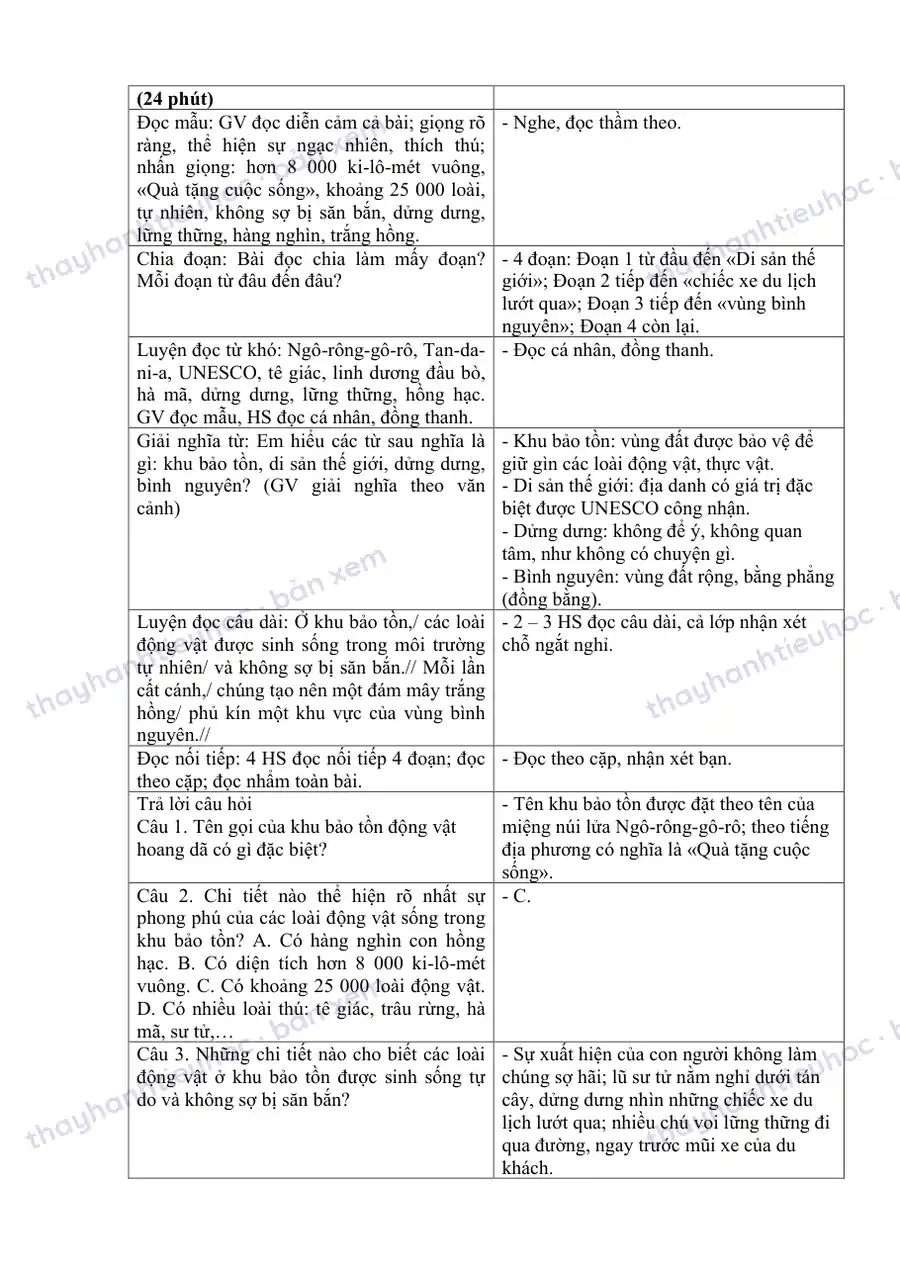 (24 phút)
Đọc mẫu: GV đọc diễn cảm cả bài; giọng rõ
ràng, thể hiện sự ngạc nhiên, thích thú;
nhấn giọng: hơn 8 000 ki-lô-mét vuông,
«Quà tặng cuộc sống», khoảng 25 000 loài,
tự nhiên, không sợ bị săn bắn, dửng dưng,
lững thững, hàng nghìn, trắng hồng.
- Nghe, đọc thầm theo.
Chia đoạn: Bài đọc chia làm mấy đoạn?
Mỗi đoạn từ đâu đến đâu?
- 4 đoạn: Đoạn 1 từ đầu đến «Di sản thế
giới»; Đoạn 2 tiếp đến «chiếc xe du lịch
lướt qua»; Đoạn 3 tiếp đến «vùng bình
nguyên»; Đoạn 4 còn lại.
Luyện đọc từ khó: Ngô-rông-gô-rô, Tan-da-
ni-a, UNESCO, tê giác, linh dương đầu bò,
hà mã, dửng dưng, lững thững, hồng hạc.
GV đọc mẫu, HS đọc cá nhân, đồng thanh.
- Đọc cá nhân, đồng thanh.
Giải nghĩa từ: Em hiểu các từ sau nghĩa là
gì: khu bảo tồn, di sản thế giới, dửng dưng,
bình nguyên? (GV giải nghĩa theo văn
cảnh)
- Khu bảo tồn: vùng đất được bảo vệ để
giữ gìn các loài động vật, thực vật.
- Di sản thế giới: địa danh có giá trị đặc
biệt được UNESCO công nhận.
- Dửng dưng: không để ý, không quan
tâm, như không có chuyện gì.
- Bình nguyên: vùng đất rộng, bằng phẳng
(đồng bằng).
Luyện đọc câu dài: Ở khu bảo tồn,/ các loài
động vật được sinh sống trong môi trường
tự nhiên/ và không sợ bị săn bắn.// Mỗi lần
cất cánh,/ chúng tạo nên một đám mây trắng
hồng/ phủ kín một khu vực của vùng bình
nguyên.//
- 2 – 3 HS đọc câu dài, cả lớp nhận xét
chỗ ngắt nghỉ.
Đọc nối tiếp: 4 HS đọc nối tiếp 4 đoạn; đọc
theo cặp; đọc nhẩm toàn bài.
- Đọc theo cặp, nhận xét bạn.
Trả lời câu hỏi
Câu 1. Tên gọi của khu bảo tồn động vật
hoang dã có gì đặc biệt?
- Tên khu bảo tồn được đặt theo tên của
miệng núi lửa Ngô-rông-gô-rô; theo tiếng
địa phương có nghĩa là «Quà tặng cuộc
sống».
Câu 2. Chi tiết nào thể hiện rõ nhất sự
phong phú của các loài động vật sống trong
khu bảo tồn? A. Có hàng nghìn con hồng
hạc. B. Có diện tích hơn 8 000 ki-lô-mét
vuông. C. Có khoảng 25 000 loài động vật.
D. Có nhiều loài thú: tê giác, trâu rừng, hà
mã, sư tử,…
- C.
Câu 3. Những chi tiết nào cho biết các loài
động vật ở khu bảo tồn được sinh sống tự
do và không sợ bị săn bắn?
- Sự xuất hiện của con người không làm
chúng sợ hãi; lũ sư tử nằm nghỉ dưới tán
cây, dửng dưng nhìn những chiếc xe du
lịch lướt qua; nhiều chú voi lững thững đi
qua đường, ngay trước mũi xe của du
khách.
thayhanhtieuhoc · bản xem
thayhanhtieuhoc · b
thayhanhtieuhoc · bản xem
thayhanhtieuhoc · b
thayhanhtieuhoc · bản xem
thayhanhtieuhoc · b